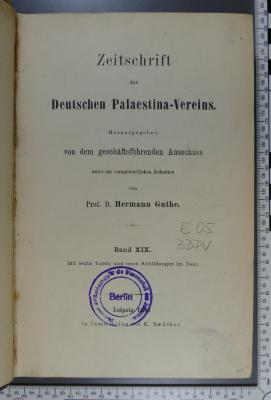 Zeitschrift
des
Deutschen Palaestina-Vereins.
Herausgegeben
von dem geschäftsführenden Ausschuss
unter der verantwortlichen Redaction
von
Prof. D. Hermann Guthe.
E 05
ZDPV
Band XIX.
Mit sechs Tafeln und neun Abbildungen im Text.
Berlin
Leipzig
in Commission bei K. Bædeker.